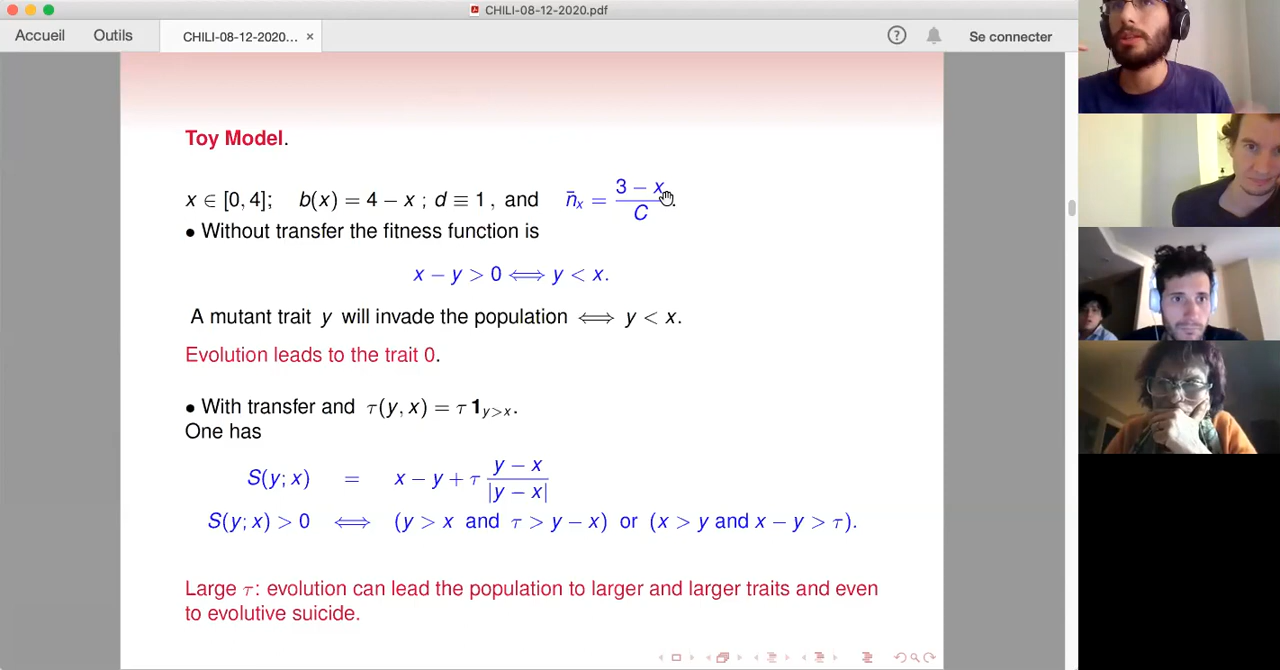 CHILI-08-12-2020.pdf
Accueil Outils CHILI-08-12-2020... × ? Se connecter
Toy Model.
x ∈ [0, 4]; b(x) = 4 − x ; d ≡ 1 , and n̄ₓ = (3 − x)/C.
• Without transfer the fitness function is
x − y > 0 ⟺ y < x.
A mutant trait y will invade the population ⟺ y < x.
Evolution leads to the trait 0.
• With transfer and τ(y, x) = τ 1_{y>x}.
One has
S(y; x) = x − y + τ (y − x)/|y − x|
S(y; x) > 0 ⟺ (y > x and τ > y − x) or (x > y and x − y > τ).
Large τ: evolution can lead the population to larger and larger traits and even
to evolutive suicide.